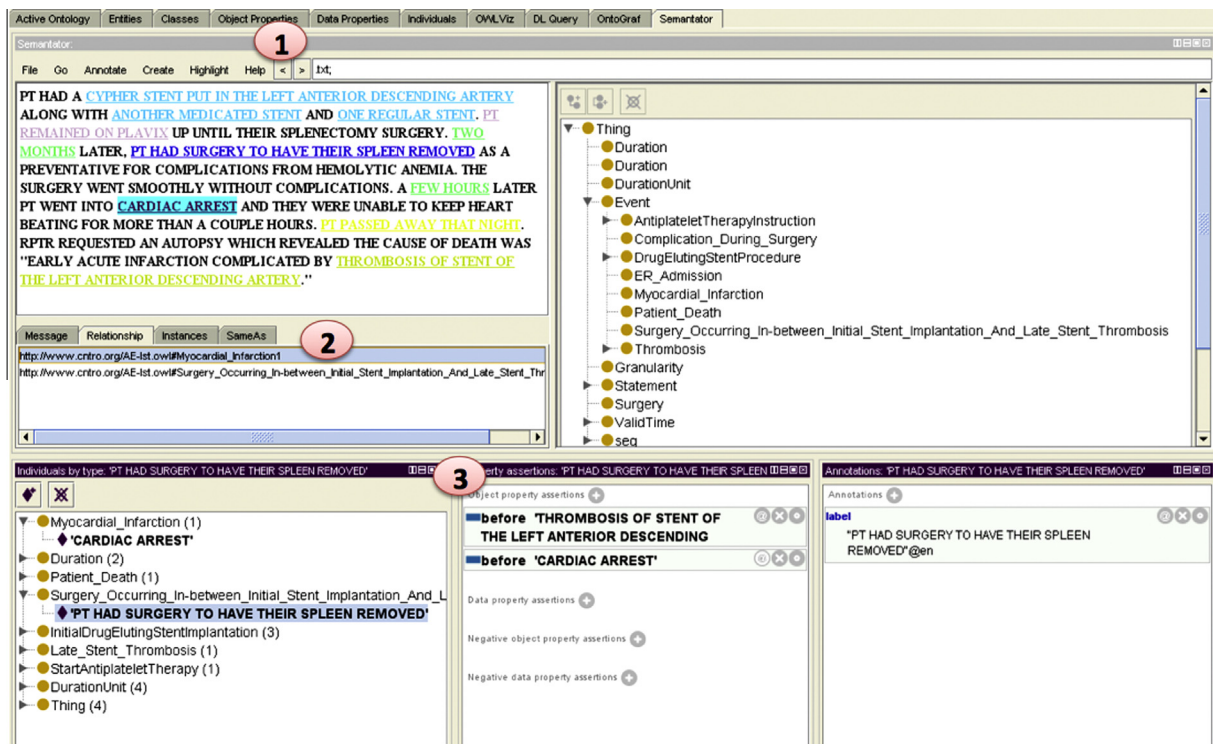 Active Ontology Entities Classes Object Properties Data Properties Individuals OWLViz DL Query OntoGraf Semantator
Semantator:
1
File Go Annotate Create Highlight Help < > .txt;
PT HAD A CYPHER STENT PUT IN THE LEFT ANTERIOR DESCENDING ARTERY
ALONG WITH ANOTHER MEDICATED STENT AND ONE REGULAR STENT. PT
REMAINED ON PLAVIX UP UNTIL THEIR SPLENECTOMY SURGERY. TWO
MONTHS LATER, PT HAD SURGERY TO HAVE THEIR SPLEEN REMOVED AS A
PREVENTATIVE FOR COMPLICATIONS FROM HEMOLYTIC ANEMIA. THE
SURGERY WENT SMOOTHLY WITHOUT COMPLICATIONS. A FEW HOURS LATER
PT WENT INTO CARDIAC ARREST AND THEY WERE UNABLE TO KEEP HEART
BEATING FOR MORE THAN A COUPLE HOURS. PT PASSED AWAY THAT NIGHT.
RPTR REQUESTED AN AUTOPSY WHICH REVEALED THE CAUSE OF DEATH WAS
"EARLY ACUTE INFARCTION COMPLICATED BY THROMBOSIS OF STENT OF
THE LEFT ANTERIOR DESCENDING ARTERY."
Thing
Duration
Duration
DurationUnit
Event
AntiplateletTherapyInstruction
Complication_During_Surgery
DrugElutingStentProcedure
ER_Admission
Myocardial_Infarction
Patient_Death
Surgery_Occurring_In-between_Initial_Stent_Implantation_And_Late_Stent_Thrombosis
Thrombosis
Granularity
Statement
Surgery
ValidTime
seg
Message Relationship Instances SameAs
2
http://www.cntro.org/AE-lst.owl#Myocardial_Infarction1
http://www.cntro.org/AE-lst.owl#Surgery_Occurring_In-between_Initial_Stent_Implantation_And_Late_Stent_Thr
Individuals by type: 'PT HAD SURGERY TO HAVE THEIR SPLEEN REMOVED'
Myocardial_Infarction (1)
'CARDIAC ARREST'
Duration (2)
Patient_Death (1)
Surgery_Occurring_In-between_Initial_Stent_Implantation_And_L
'PT HAD SURGERY TO HAVE THEIR SPLEEN REMOVED'
InitialDrugElutingStentImplantation (3)
Late_Stent_Thrombosis (1)
StartAntiplateletTherapy (1)
DurationUnit (4)
Thing (4)
3
erty assertions: 'PT HAD SURGERY TO HAVE THEIR SPLEEN
Object property assertions
before 'THROMBOSIS OF STENT OF
THE LEFT ANTERIOR DESCENDING
before 'CARDIAC ARREST'
Data property assertions
Negative object property assertions
Negative data property assertions
Annotations: 'PT HAD SURGERY TO HAVE THEIR SPLEEN REMOVED'
Annotations
label
"PT HAD SURGERY TO HAVE THEIR SPLEEN
REMOVED"@en